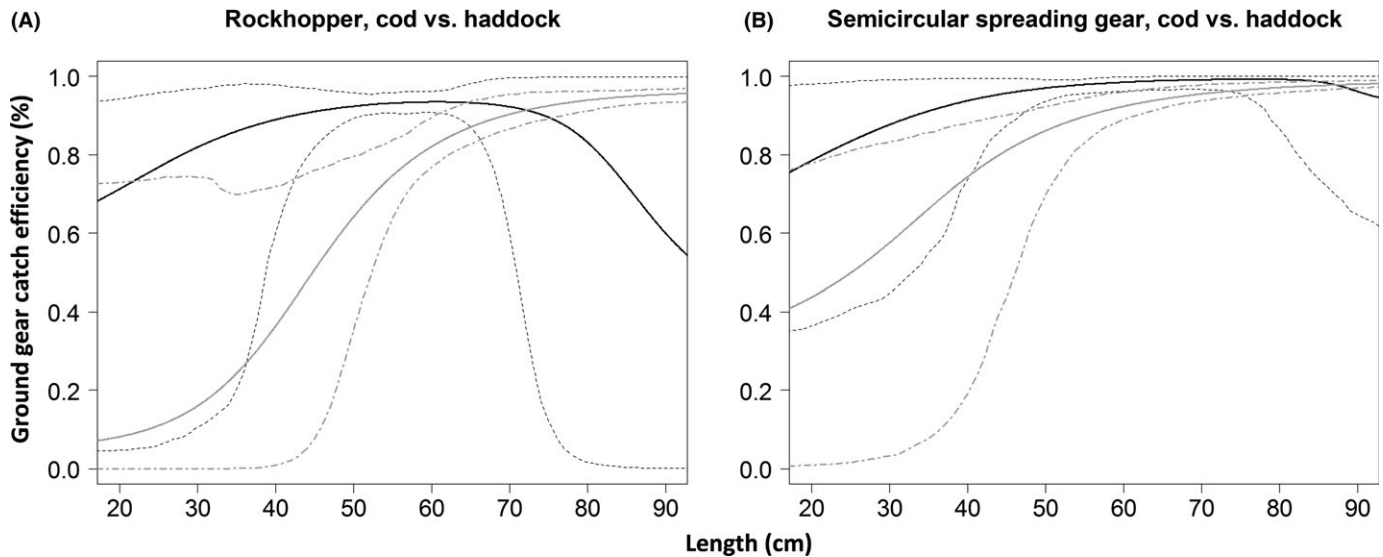 (A) Rockhopper, cod vs. haddock
(B) Semicircular spreading gear, cod vs. haddock
Ground gear catch efficiency (%)
1.0
0.8
0.6
0.4
0.2
0.0
20 30 40 50 60 70 80 90
1.0
0.8
0.6
0.4
0.2
0.0
20 30 40 50 60 70 80 90
Length (cm)